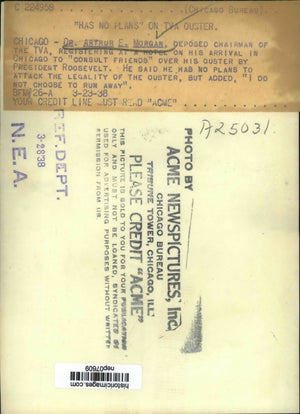 C 224959 (Chicago Bureau)
"HAS NO PLANS" ON TVA OUSTER.
CHICAGO - DR. ARTHUR E. MORGAN, DEPOSED CHAIRMAN OF
THE TVA, REGISTERING AT A HOTEL ON HIS ARRIVAL IN
CHICAGO TO "CONSULT FRIENDS" OVER HIS OUSTER BY
PRESIDENT ROOSEVELT. HE SAID HE HAD NO PLANS TO
ATTACK THE LEGALITY OF THE OUSTER, BUT ADDED, "I DO
NOT CHOOSE TO RUN AWAY".
3-23-38
YOUR CREDIT LINE MUST READ "ACME"
A25031
REF. DEPT.
3-28-38
N.E.A.
PHOTO BY
ACME NEWSPICTURES, Inc.
CHICAGO BUREAU
TRIBUNE TOWER, CHICAGO, ILL.
PLEASE CREDIT "ACME"
THIS PICTURE IS SOLD TO YOU FOR YOUR PUBLICATION
ONLY AND MUST NOT BE LOANED, SYNDICATED OR
USED FOR ADVERTISING PURPOSES WITHOUT WRITTEN
PERMISSION FROM US.
historicimages.com
nep07609